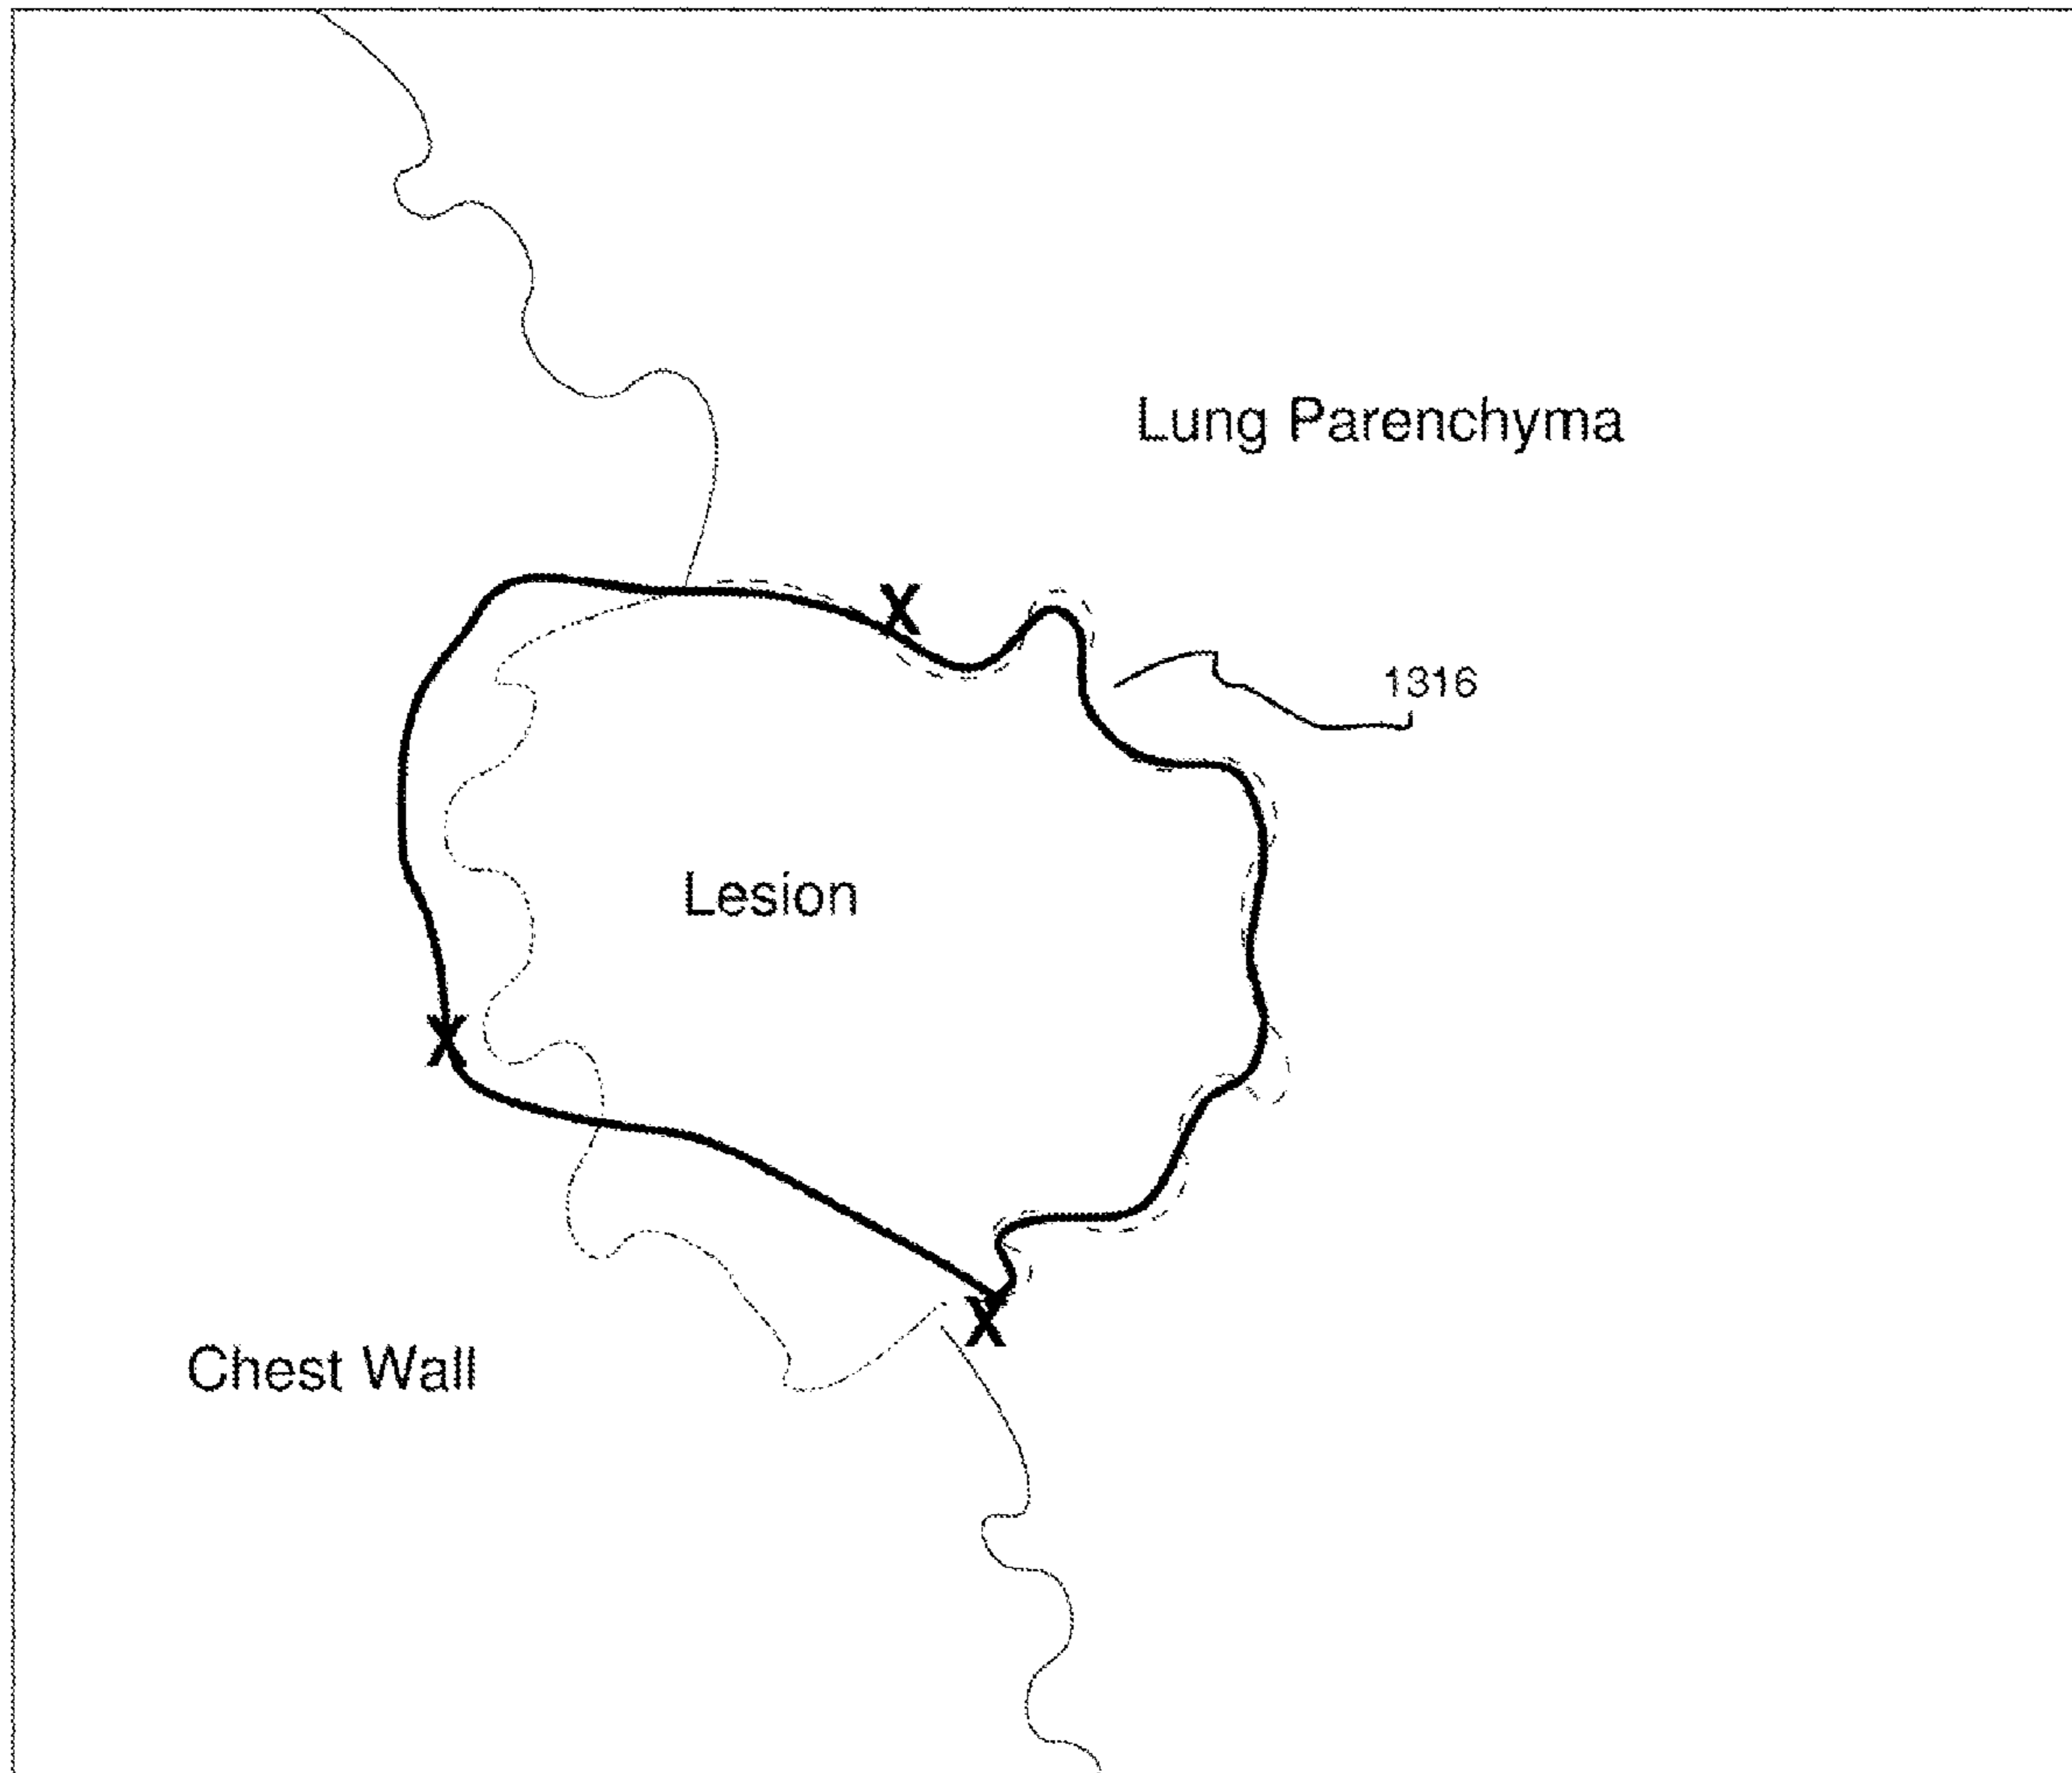 Lung Parenchyma
X
1316
Lesion
X
X
Chest Wall